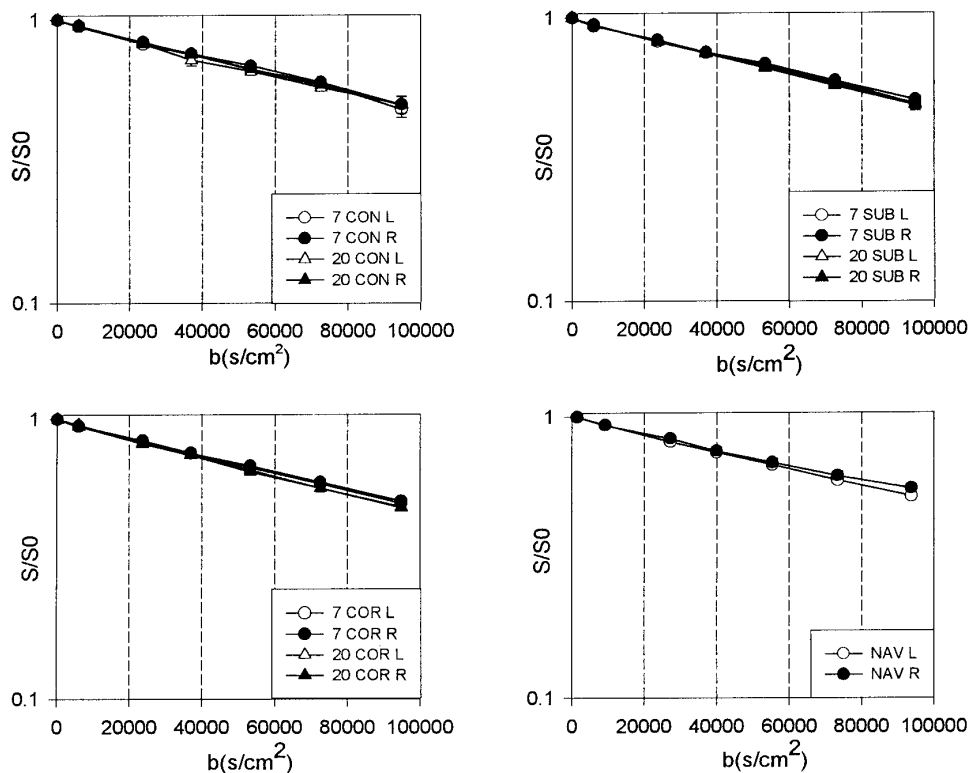 1
S/S0
0.1
7 CON L
7 CON R
20 CON L
20 CON R
0 20000 40000 60000 80000 100000
b(s/cm²)
1
S/S0
0.1
7 SUB L
7 SUB R
20 SUB L
20 SUB R
0 20000 40000 60000 80000 100000
b(s/cm²)
1
S/S0
0.1
7 COR L
7 COR R
20 COR L
20 COR R
0 20000 40000 60000 80000 100000
b(s/cm²)
1
S/S0
0.1
NAV L
NAV R
0 20000 40000 60000 80000 100000
b(s/cm²)